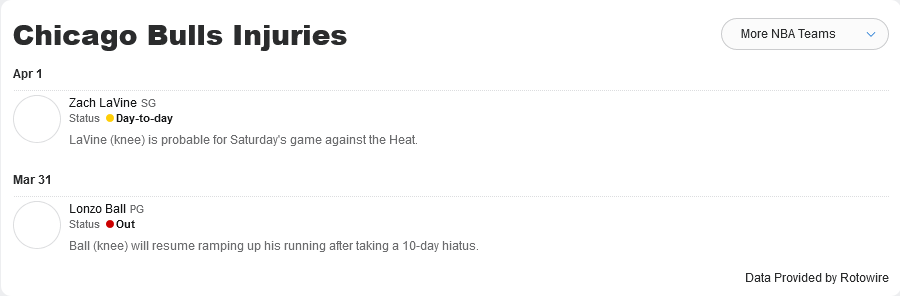 Chicago Bulls Injuries
More NBA Teams
Apr 1
Zach LaVine SG
Status Day-to-day
LaVine (knee) is probable for Saturday's game against the Heat.
Mar 31
Lonzo Ball PG
Status Out
Ball (knee) will resume ramping up his running after taking a 10-day hiatus.
Data Provided by Rotowire